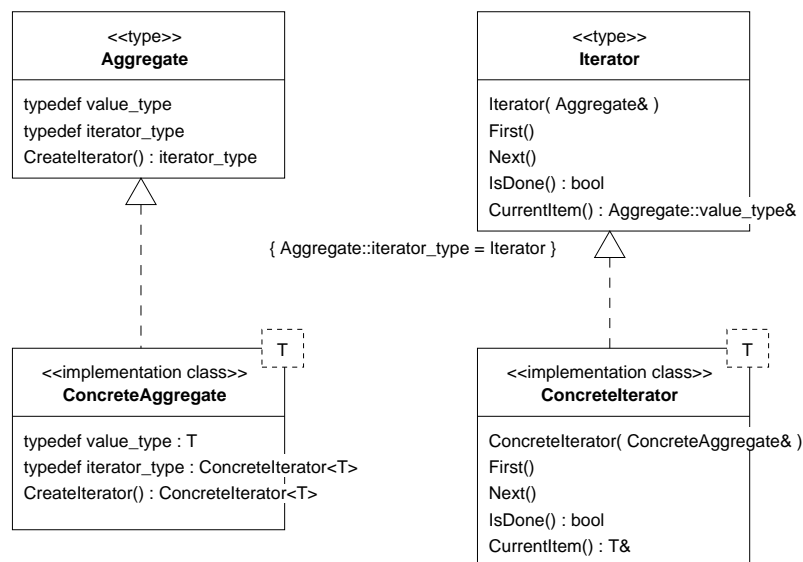 <<type>>
Aggregate
typedef value_type
typedef iterator_type
CreateIterator() : iterator_type
<<type>>
Iterator
Iterator( Aggregate& )
First()
Next()
IsDone() : bool
CurrentItem() : Aggregate::value_type&
{ Aggregate::iterator_type = Iterator }
T
<<implementation class>>
ConcreteAggregate
typedef value_type : T
typedef iterator_type : ConcreteIterator<T>
CreateIterator() : ConcreteIterator<T>
T
<<implementation class>>
ConcreteIterator
ConcreteIterator( ConcreteAggregate& )
First()
Next()
IsDone() : bool
CurrentItem() : T&